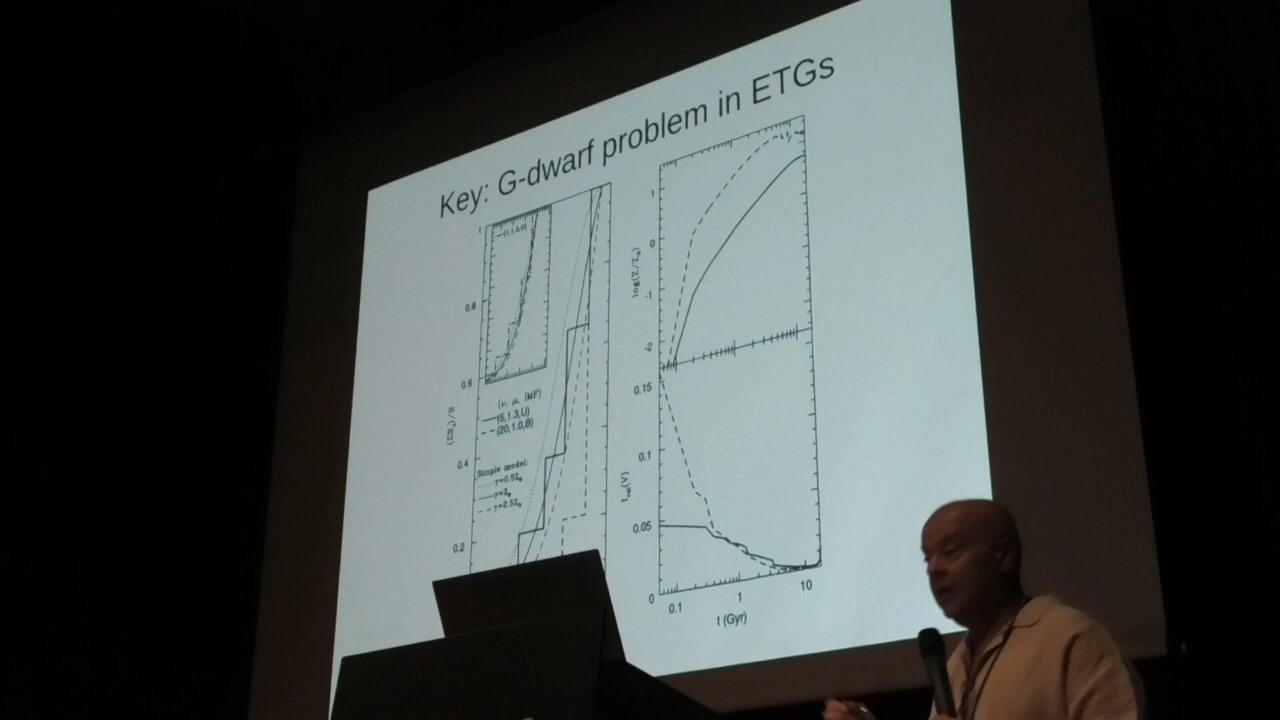 Key: G-dwarf problem in ETGs
1
0.8
0.6
0.4
0.2
(ν, μ, IMF)
(5,1.3,U)
(20,1.0,B)
Simple model:
1
0
-1
-2
log(Z/Z⊙)
0.15
0.1
0.05
0
0.1
1
10
t (Gyr)